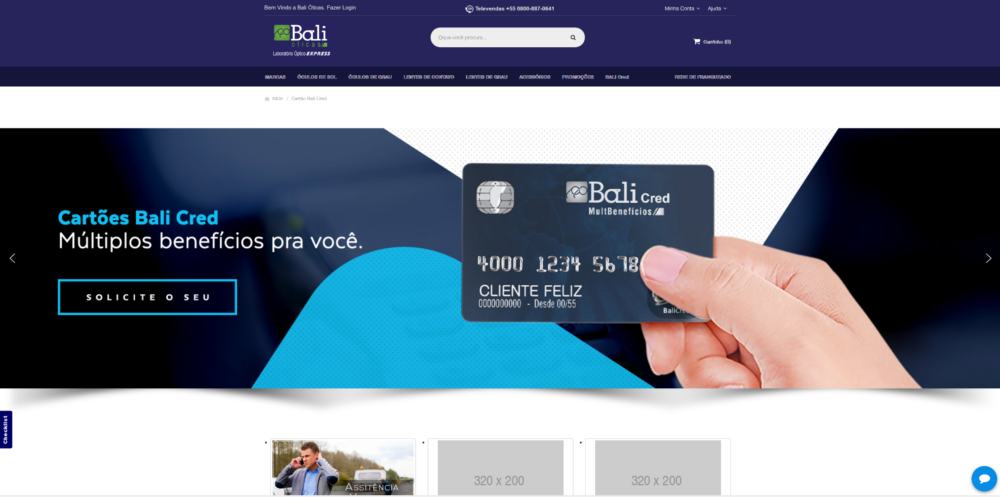 Bem Vindo a Bali Óticas. Fazer Login
24 Televendas +55 0800-887-0641
Minha Conta
Ajuda
Bali
óticas
Laboratório Óptico EXPRESS
Oque você procura...
Carrinho (0)
MARCAS
ÓCULOS DE SOL
ÓCULOS DE GRAU
LENTES DE CONTATO
LENTES DE GRAU
ACESSÓRIOS
PROMOÇÕES
BALI Cred
REDE DE FRANQUEADO
Início / Cartão Bali Cred
Cartões Bali Cred
Múltiplos benefícios pra você.
SOLICITE O SEU
Bali Cred
MultBenefícios
4000 1234 5678
CLIENTE FELIZ
0000000000 - Desde 00/55
BaliCred
Checklist
ASSITÊNCIA
320 x 200
320 x 200